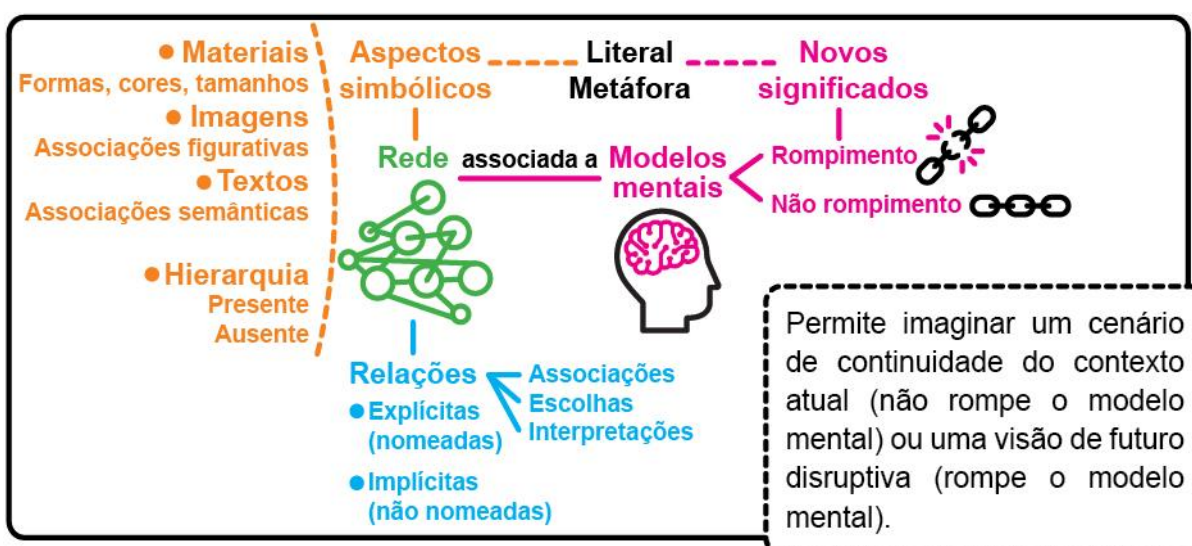 ● Materiais
Formas, cores, tamanhos
● Imagens
Associações figurativas
● Textos
Associações semânticas
● Hierarquia
Presente
Ausente
Aspectos
simbólicos
Literal
Metáfora
Novos
significados
Rede
associada a
Modelos
mentais
Rompimento
Não rompimento
Relações
● Explícitas
(nomeadas)
● Implícitas
(não nomeadas)
Associações
Escolhas
Interpretações
Permite imaginar um cenário
de continuidade do contexto
atual (não rompe o modelo
mental) ou uma visão de futuro
disruptiva (rompe o modelo
mental).